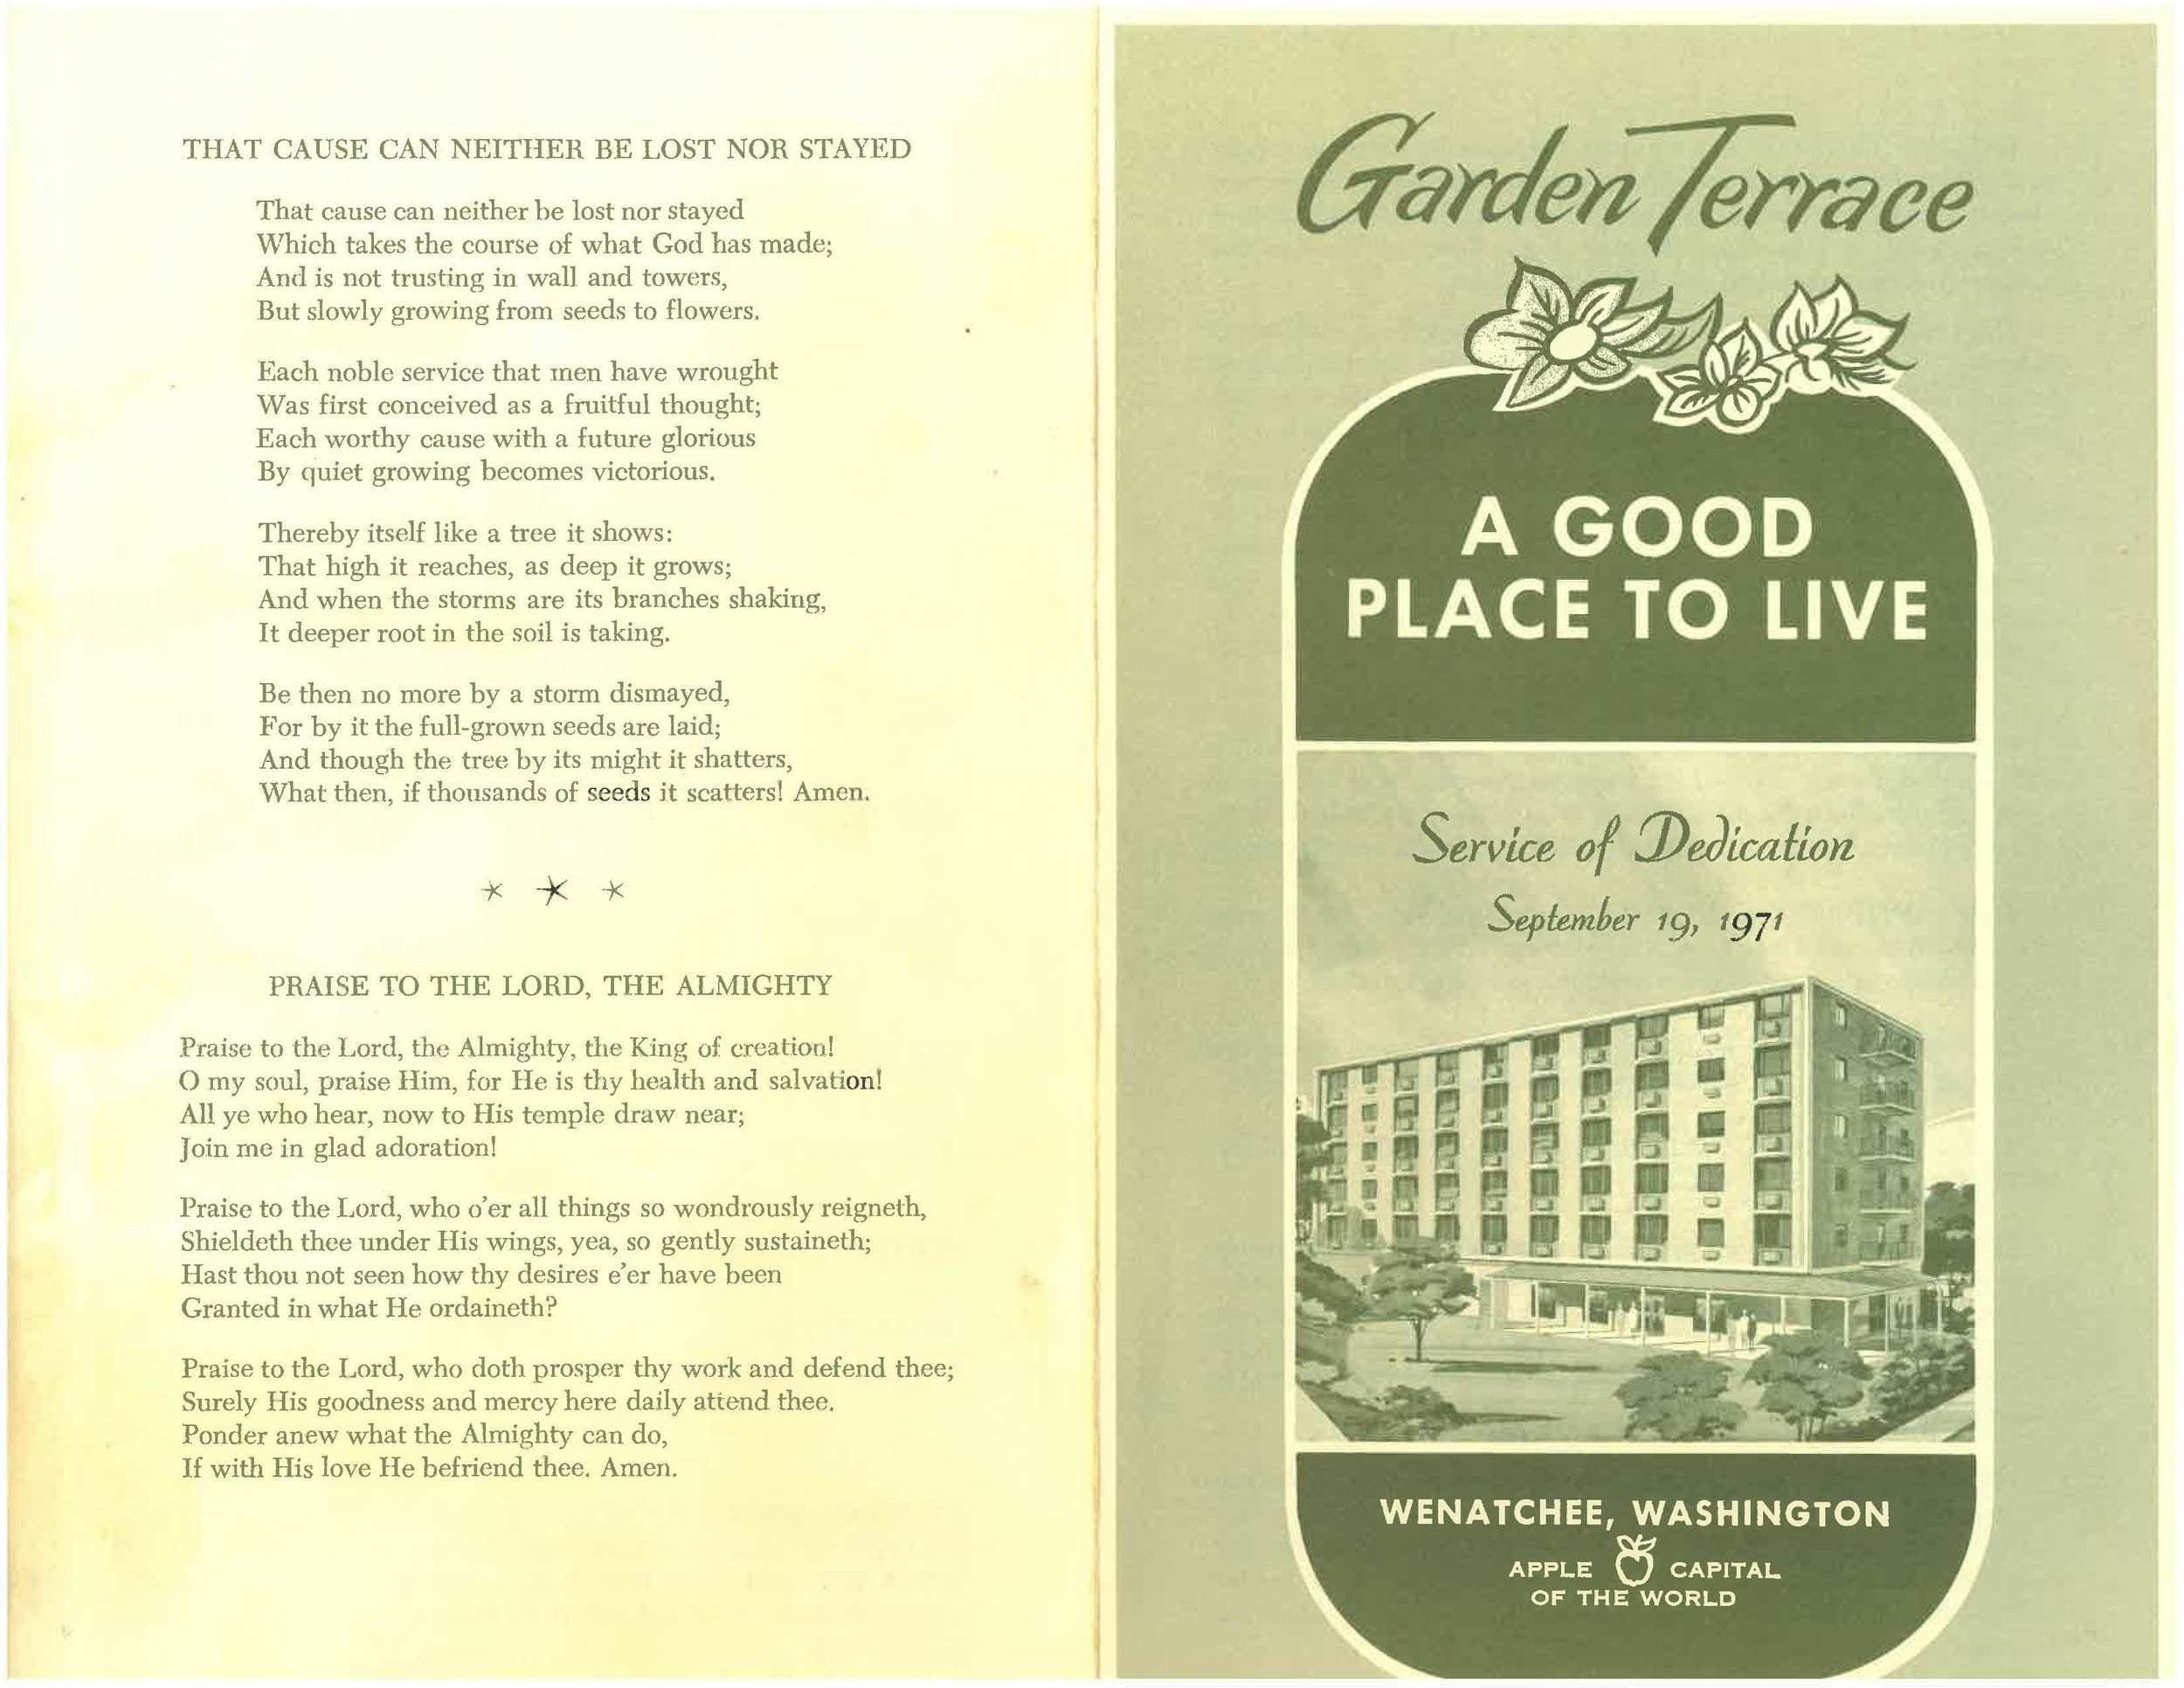 THAT CAUSE CAN NEITHER BE LOST NOR STAYED
That cause can neither be lost nor stayed
Which takes the course of what God has made;
And is not trusting in wall and towers,
But slowly growing from seeds to flowers.
Each noble service that men have wrought
Was first conceived as a fruitful thought;
Each worthy cause with a future glorious
By quiet growing becomes victorious.
Thereby itself like a tree it shows:
That high it reaches, as deep it grows;
And when the storms are its branches shaking,
It deeper root in the soil is taking.
Be then no more by a storm dismayed,
For by it the full-grown seeds are laid;
And though the tree by its might it shatters,
What then, if thousands of seeds it scatters! Amen.
* * *
PRAISE TO THE LORD, THE ALMIGHTY
Praise to the Lord, the Almighty, the King of creation!
O my soul, praise Him, for He is thy health and salvation!
All ye who hear, now to His temple draw near;
Join me in glad adoration!
Praise to the Lord, who o'er all things so wondrously reigneth,
Shieldeth thee under His wings, yea, so gently sustaineth;
Hast thou not seen how thy desires e'er have been
Granted in what He ordaineth?
Praise to the Lord, who doth prosper thy work and defend thee;
Surely His goodness and mercy here daily attend thee.
Ponder anew what the Almighty can do,
If with His love He befriend thee. Amen.
Garden Terrace
A GOOD
PLACE TO LIVE
Service of Dedication
September 19, 1971
WENATCHEE, WASHINGTON
APPLE CAPITAL
OF THE WORLD